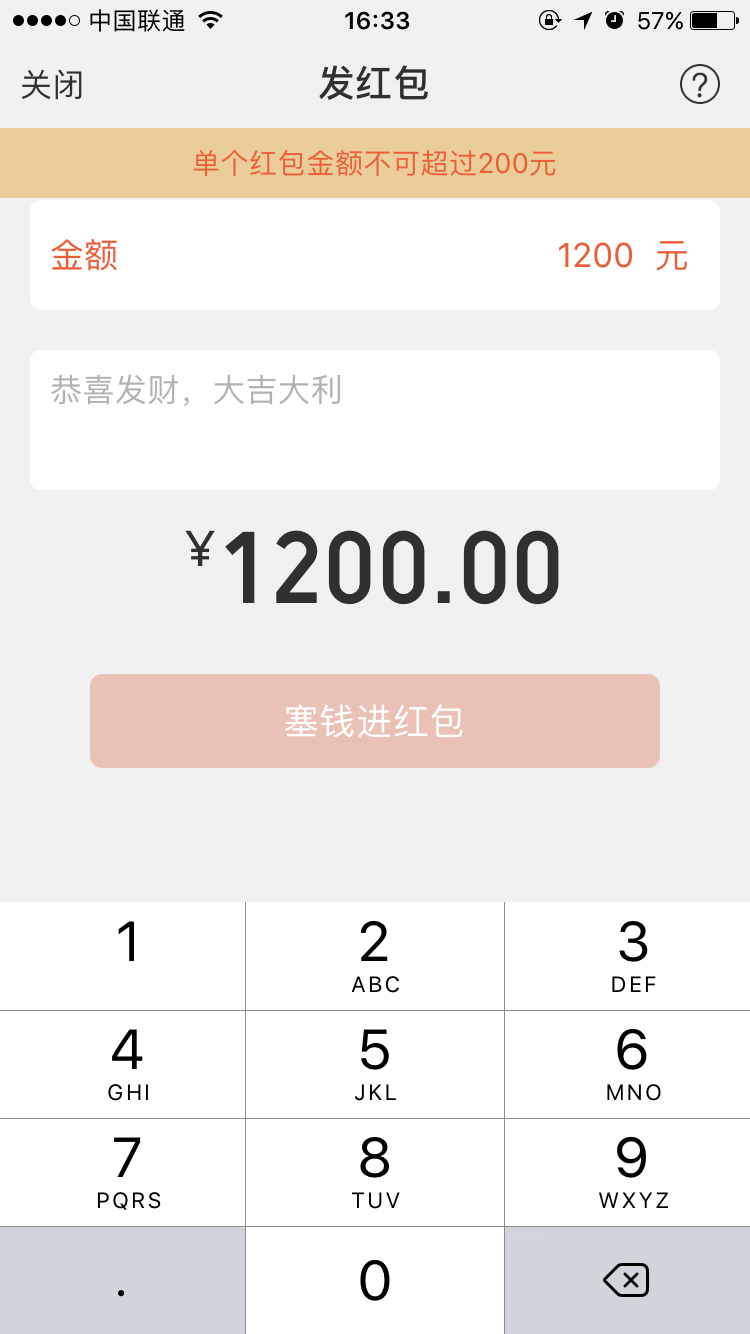 中国联通 16:33 57%
关闭 发红包 ?
单个红包金额不可超过200元
金额 1200 元
恭喜发财，大吉大利
¥1200.00
塞钱进红包
1 2 3
ABC DEF
4 5 6
GHI JKL MNO
7 8 9
PQRS TUV WXYZ
. 0